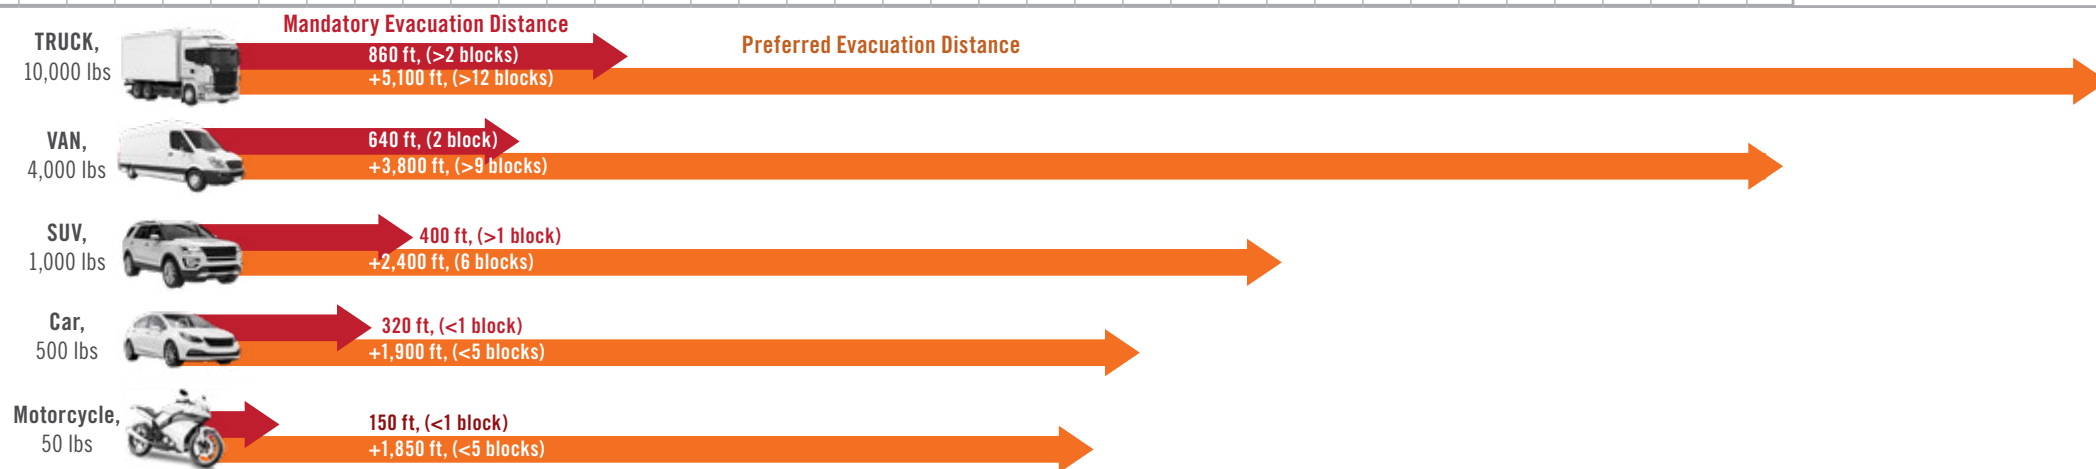 Mandatory Evacuation Distance
Preferred Evacuation Distance
TRUCK,
10,000 lbs
860 ft, (>2 blocks)
+5,100 ft, (>12 blocks)
VAN,
4,000 lbs
640 ft, (2 block)
+3,800 ft, (>9 blocks)
SUV,
1,000 lbs
400 ft, (>1 block)
+2,400 ft, (6 blocks)
Car,
500 lbs
320 ft, (<1 block)
+1,900 ft, (<5 blocks)
Motorcycle,
50 lbs
150 ft, (<1 block)
+1,850 ft, (<5 blocks)